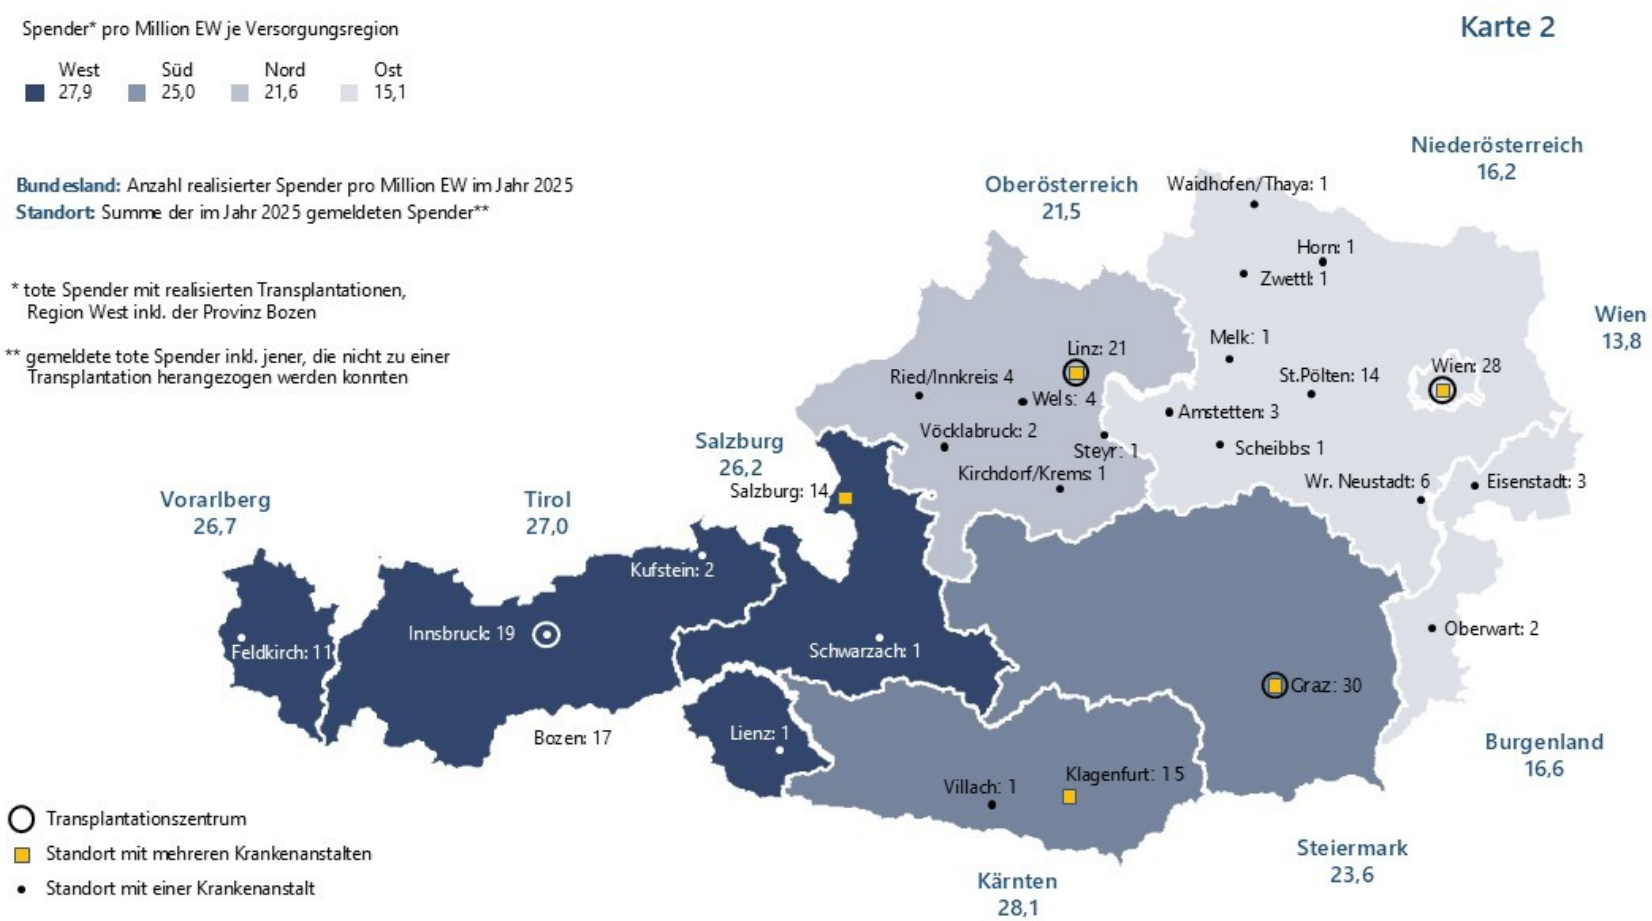 Karte 2
Spender* pro Million EW je Versorgungsregion
West Süd Nord Ost
27,9 25,0 21,6 15,1
Bundesland: Anzahl realisierter Spender pro Million EW im Jahr 2025
Standort: Summe der im Jahr 2025 gemeldeten Spender**
* tote Spender mit realisierten Transplantationen,
Region West inkl. der Provinz Bozen
** gemeldete tote Spender inkl. jener, die nicht zu einer
Transplantation herangezogen werden konnten
Niederösterreich
16,2
Oberösterreich
21,5
Waidhofen/Thaya: 1
Horn: 1
Zwettl: 1
Wien
13,8
Melk: 1
Linz: 21
Wien: 28
Ried/Innkreis: 4
St.Pölten: 14
Wels: 4
Amstetten: 3
Vöcklabruck: 2
Steyr: 1
Scheibbs: 1
Salzburg
26,2
Kirchdorf/Krems: 1
Wr. Neustadt: 6
Eisenstadt: 3
Salzburg: 14
Vorarlberg
26,7
Tirol
27,0
Kufstein: 2
Innsbruck: 19
Feldkirch: 11
Schwarzach: 1
Oberwart: 2
Graz: 30
Bozen: 17
Lienz: 1
Burgenland
16,6
Villach: 1
Klagenfurt: 15
Transplantationszentrum
Standort mit mehreren Krankenanstalten
Standort mit einer Krankenanstalt
Steiermark
23,6
Kärnten
28,1